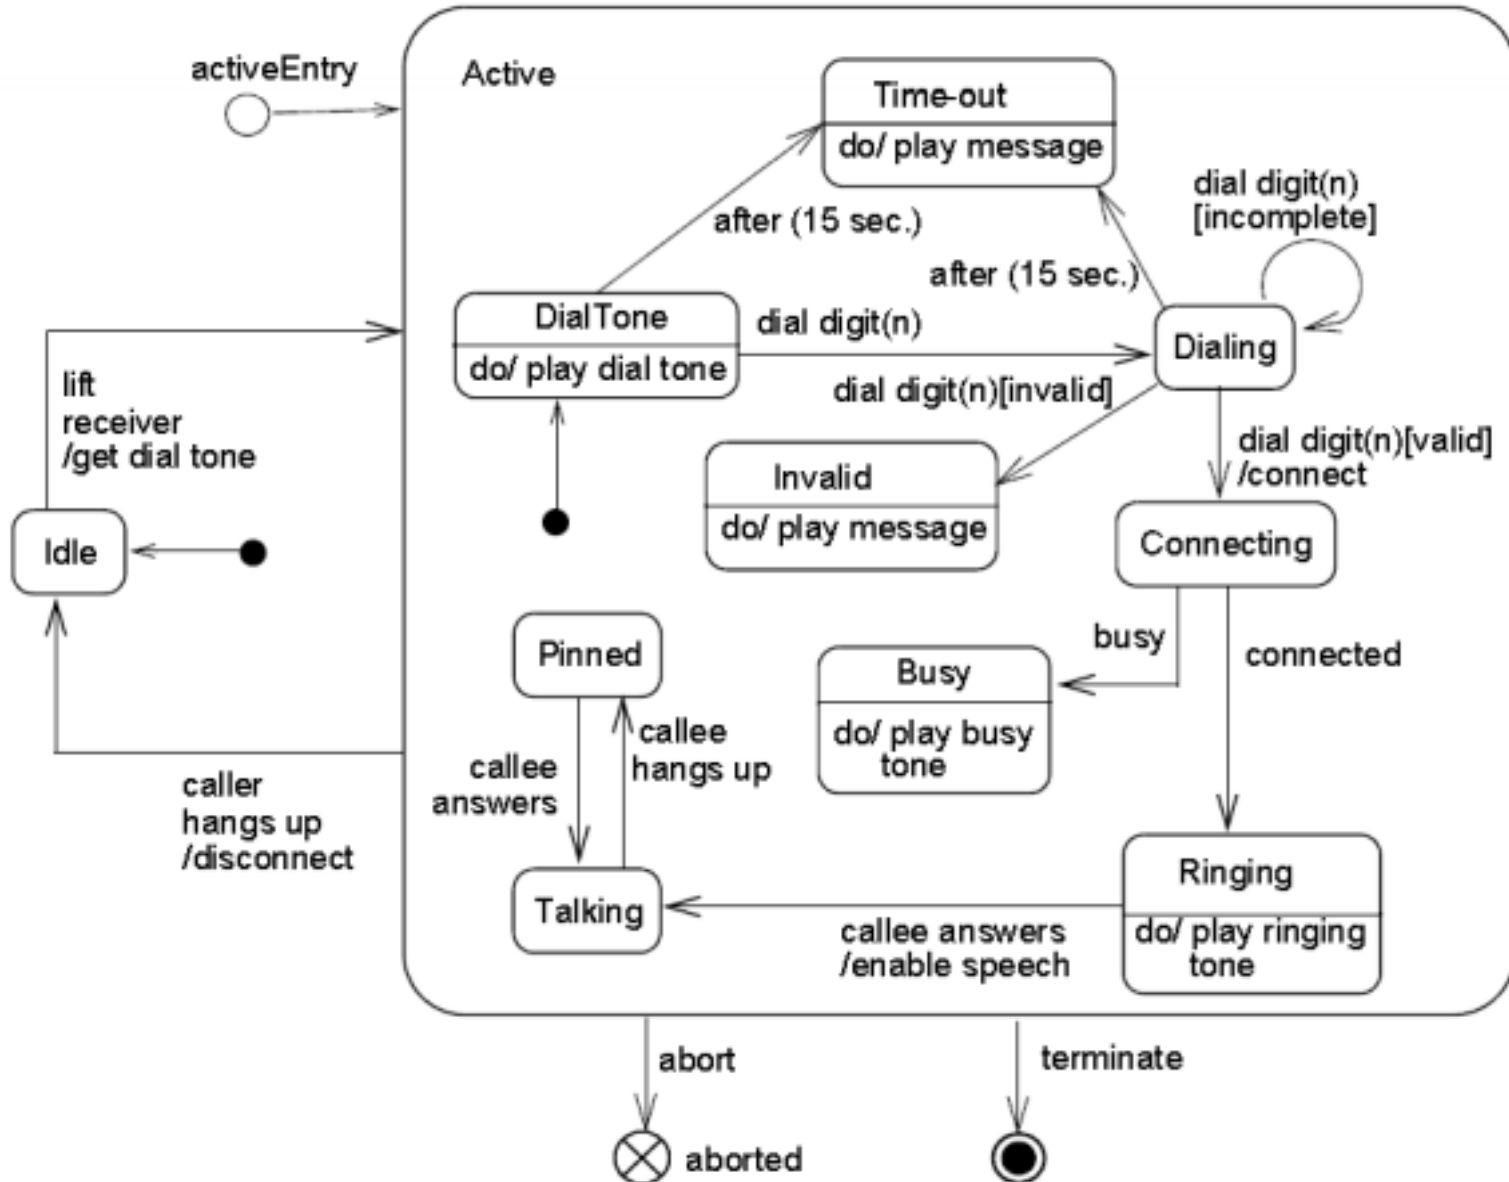 activeEntry
Active
Time-out
do/ play message
dial digit(n)
[incomplete]
after (15 sec.)
after (15 sec.)
DialTone
do/ play dial tone
dial digit(n)
Dialing
lift
receiver
/get dial tone
dial digit(n)[invalid]
dial digit(n)[valid]
/connect
Invalid
do/ play message
Idle
Connecting
Pinned
busy
connected
Busy
do/ play busy
tone
callee
hangs up
callee
answers
caller
hangs up
/disconnect
Talking
Ringing
do/ play ringing
tone
callee answers
/enable speech
abort
terminate
aborted